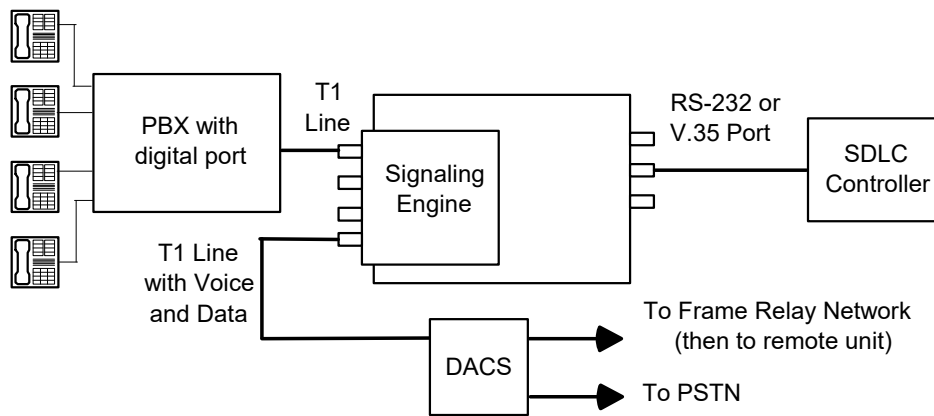 PBX with
digital port
T1
Line
Signaling
Engine
RS-232 or
V.35 Port
SDLC
Controller
T1 Line
with Voice
and Data
DACS
To Frame Relay Network
(then to remote unit)
To PSTN